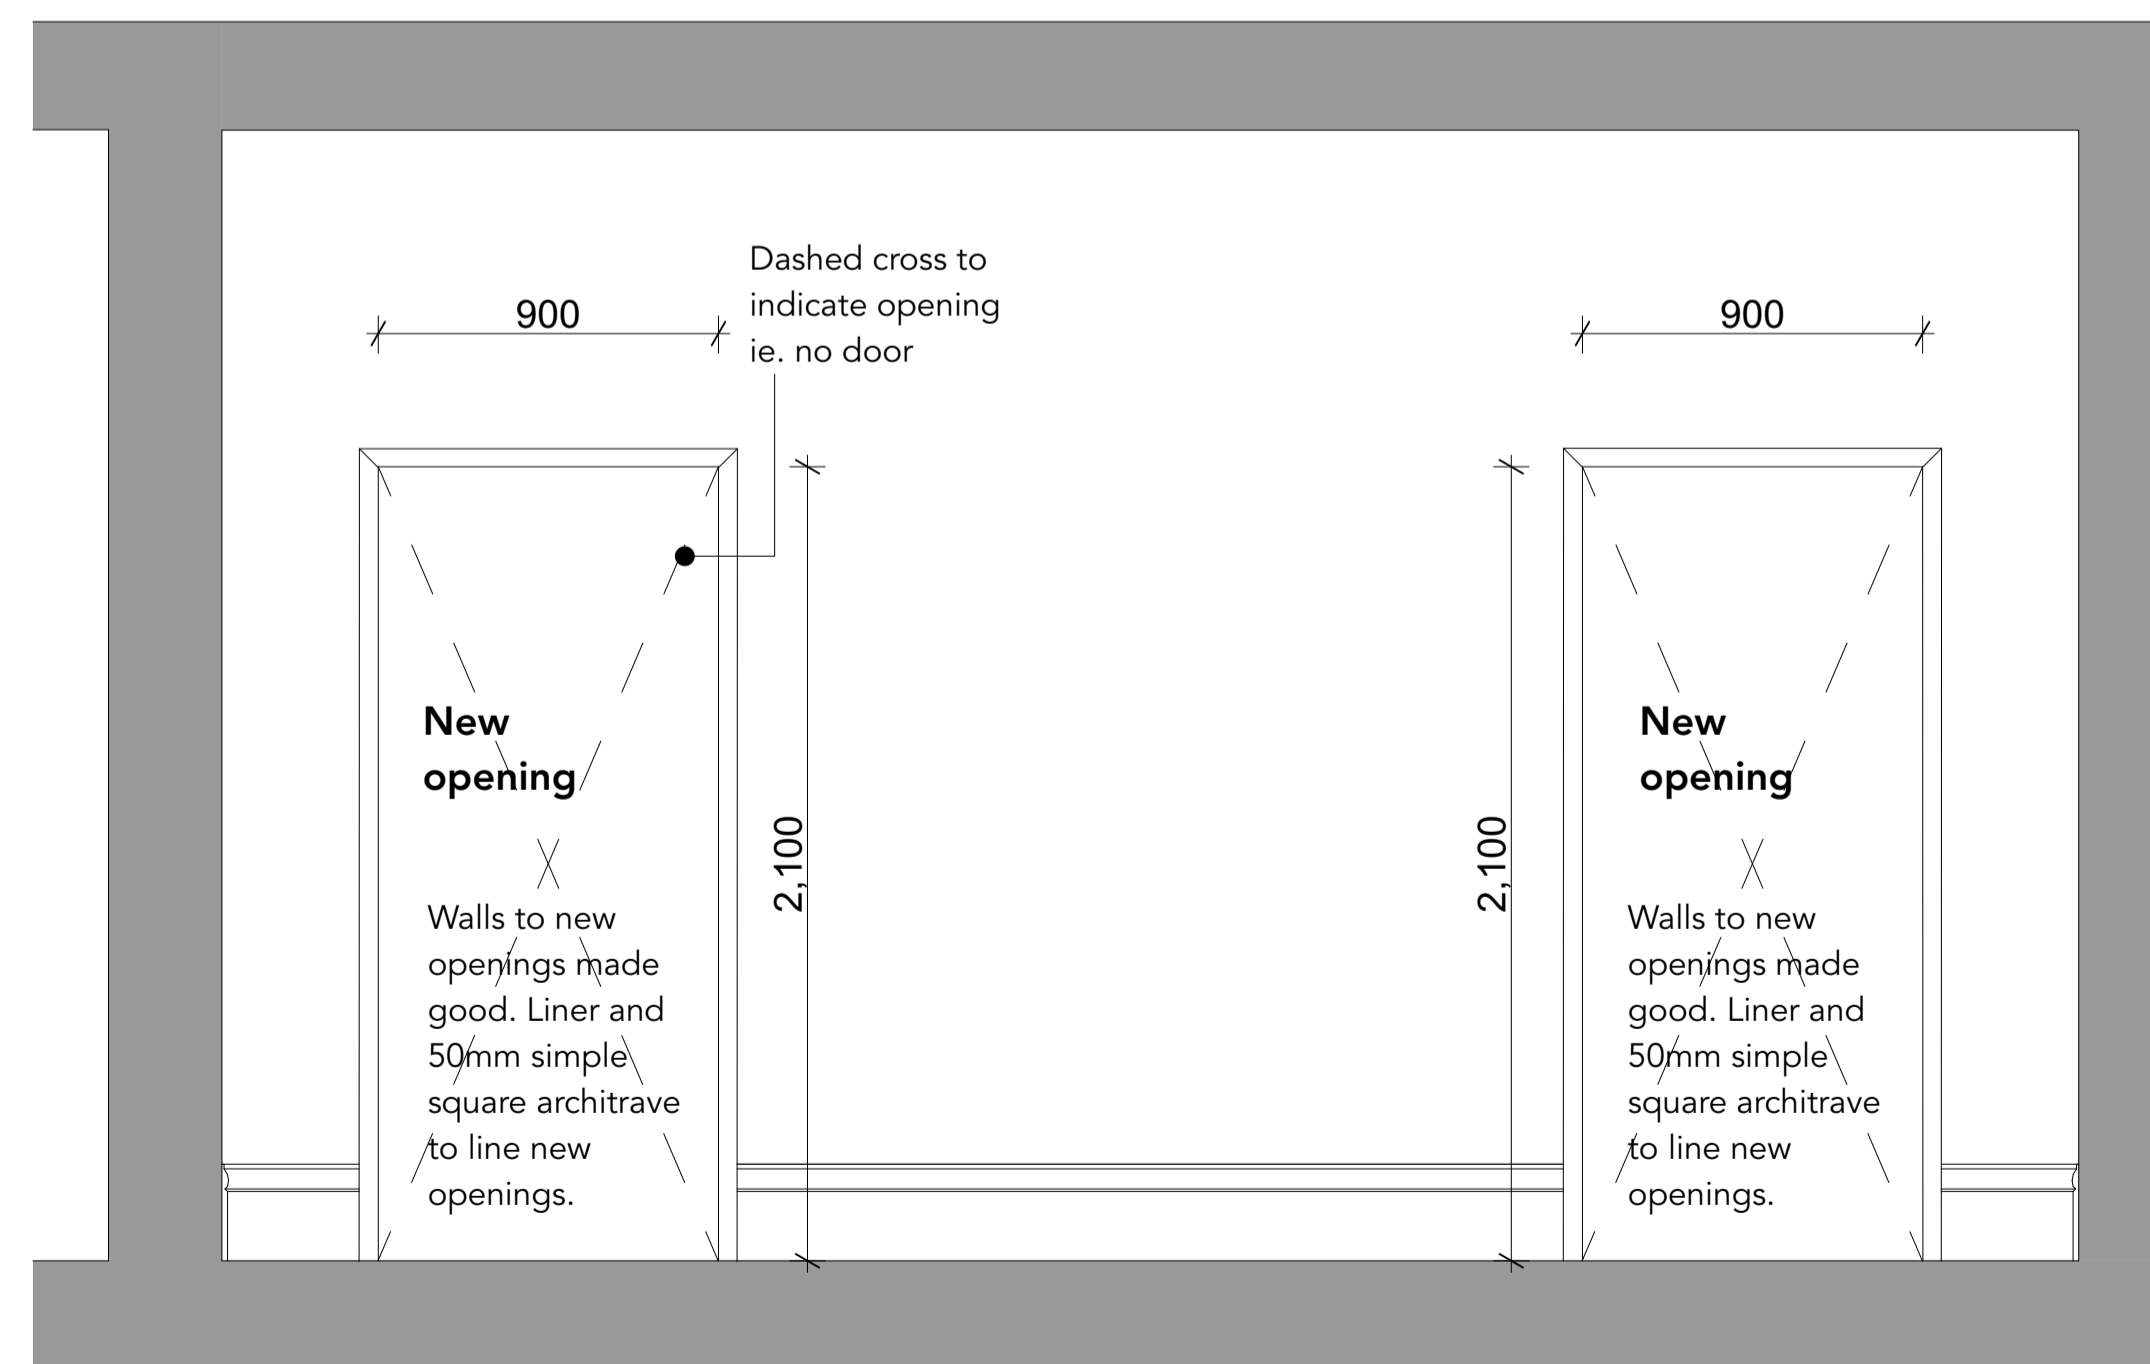 Dashed cross to
indicate opening
ie. no door
900
900
New
opening
New
opening
2,100
2,100
Walls to new
openings made
good. Liner and
50mm simple
square architrave
to line new
openings.
Walls to new
openings made
good. Liner and
50mm simple
square architrave
to line new
openings.